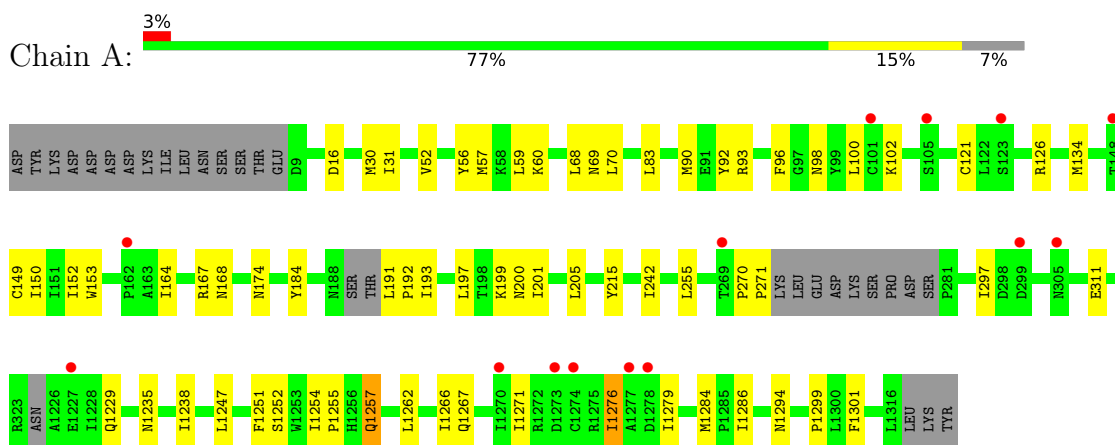 3%
Chain A:
77% 15% 7%
ASP TYR LYS ASP ASP ASP ASP LYS ILE LEU ASN SER SER THR GLU D9 D16 M30 I31 V52 Y56 M57 K58 L59 K60 L68 N69 L70 L83 M90 E91 Y92 R93 F96 G97 N98 Y99 L100 C101 K102 S105 C121 L122 S123 R126 M134 T148
C149 I150 I151 I152 W153 P162 A163 I164 R167 N168 N174 Y184 N188 SER THR L191 P192 I193 L197 T198 K199 N200 I201 L205 Y215 I242 L255 T269 P270 P271 LYS LEU GLU ASP LYS SER PRO ASP SER P281 I297 D298 D299 N305 E311
R323 ASN A1226 E1227 I1228 Q1229 N1235 I1238 L1247 F1251 S1252 W1253 I1254 P1255 H1256 Q1257 L1262 I1266 Q1267 I1270 I1271 R1272 D1273 C1274 R1275 I1276 A1277 D1278 I1279 M1284 P1285 I1286 N1294 P1299 L1300 F1301 L1316 LEU LYS TYR